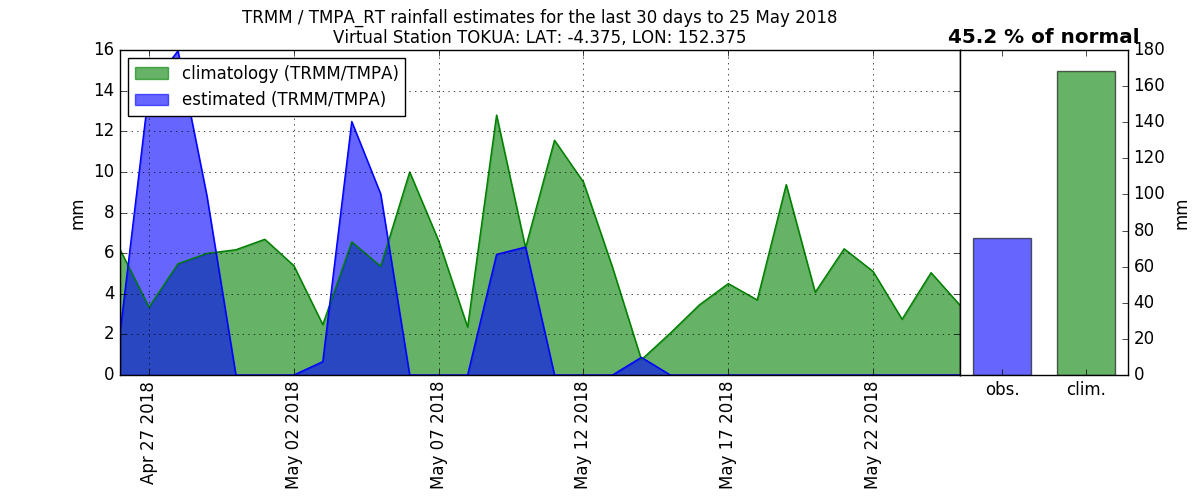 TRMM / TMPA_RT rainfall estimates for the last 30 days to 25 May 2018
Virtual Station TOKUA: LAT: -4.375, LON: 152.375
45.2 % of normal
climatology (TRMM/TMPA)
estimated (TRMM/TMPA)
mm
16
14
12
10
8
6
4
2
0
Apr 27 2018
May 02 2018
May 07 2018
May 12 2018
May 17 2018
May 22 2018
180
160
140
120
100
80
60
40
20
0
mm
obs.
clim.